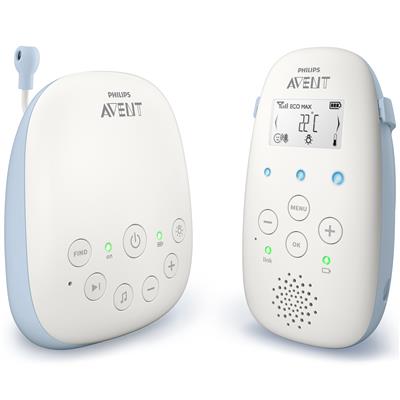 PHILIPS
AVENT
FIND
on
PHILIPS
AVENT
ECO MAX
22°C
MENU
OK
link